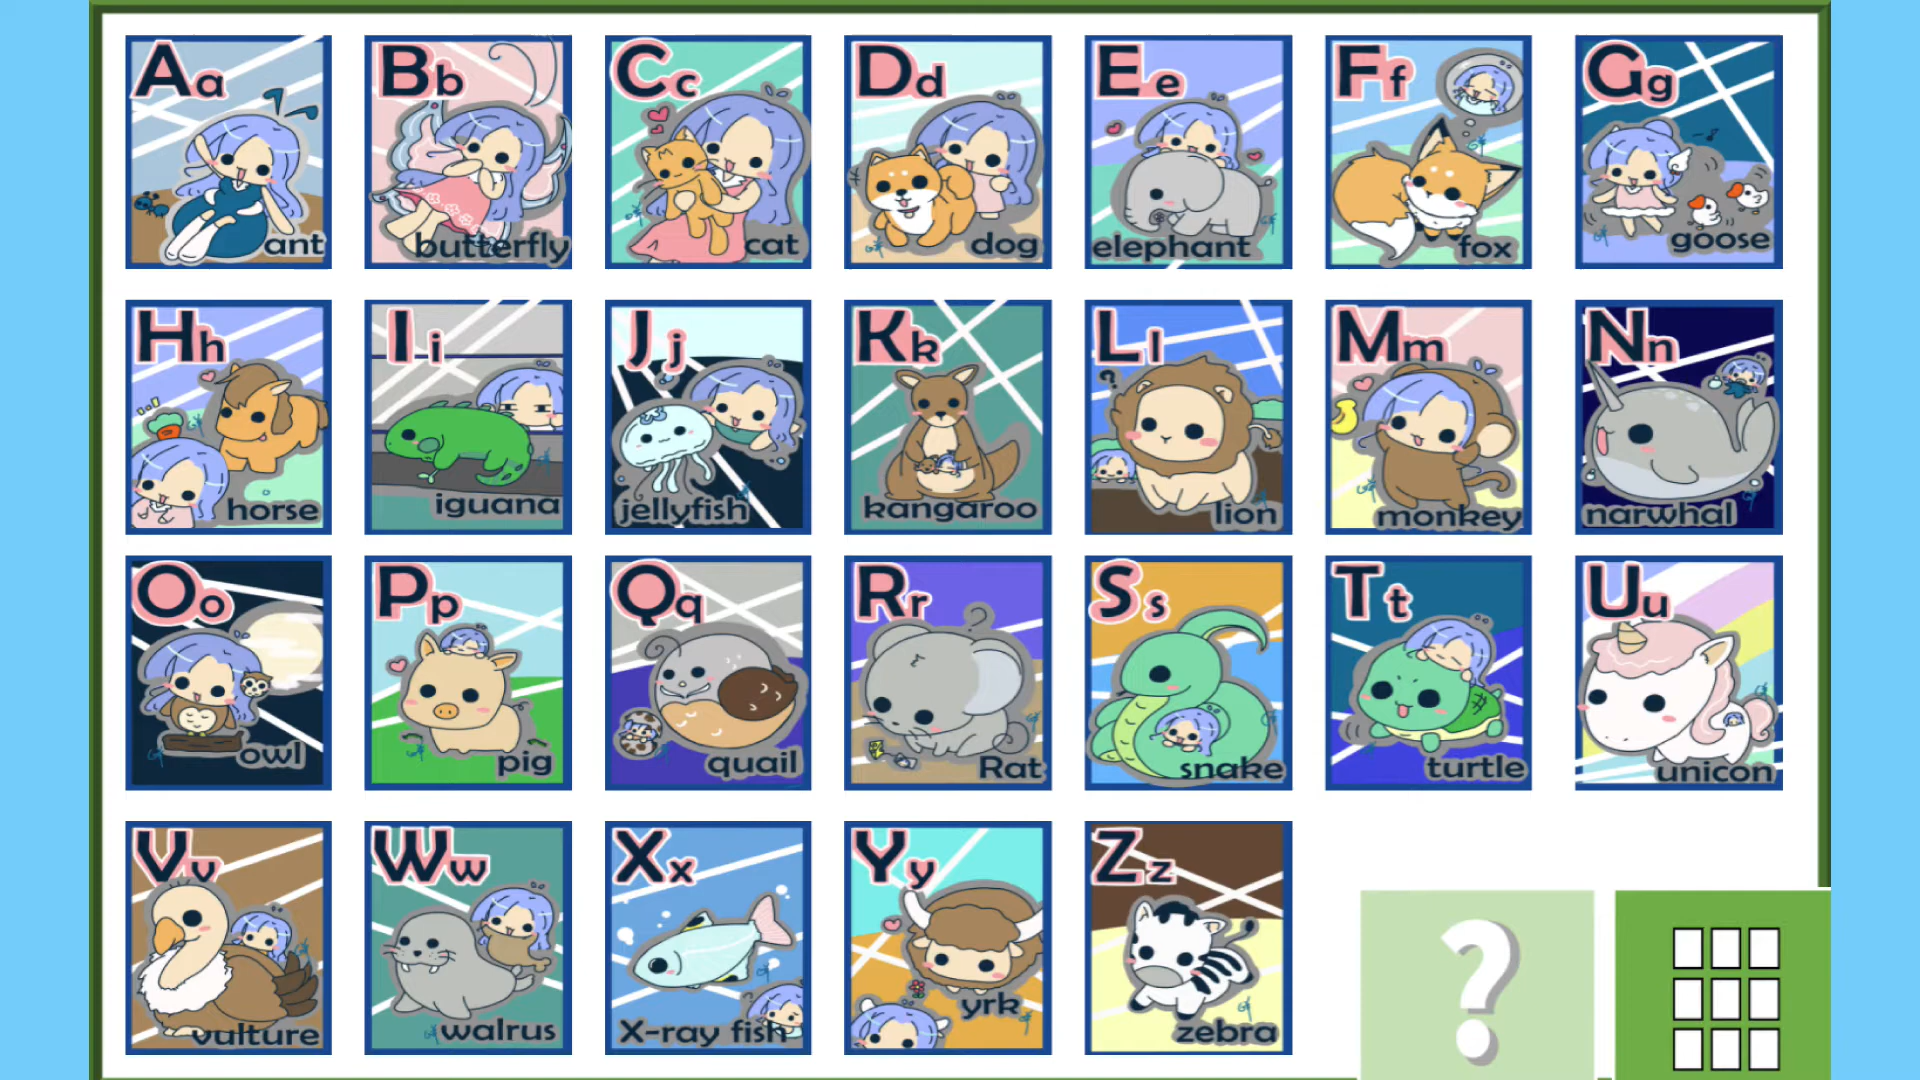 Aa
ant
Bb
butterfly
Cc
cat
Dd
dog
Ee
elephant
Ff
fox
Gg
goose
Hh
horse
Ii
iguana
Jj
jellyfish
Kk
kangaroo
Ll
lion
Mm
monkey
Nn
narwhal
Oo
owl
Pp
pig
Qq
quail
Rr
Rat
Ss
snake
Tt
turtle
Uu
unicon
Vv
vulture
Ww
walrus
Xx
X-ray fish
Yy
yrk
Zz
zebra
?